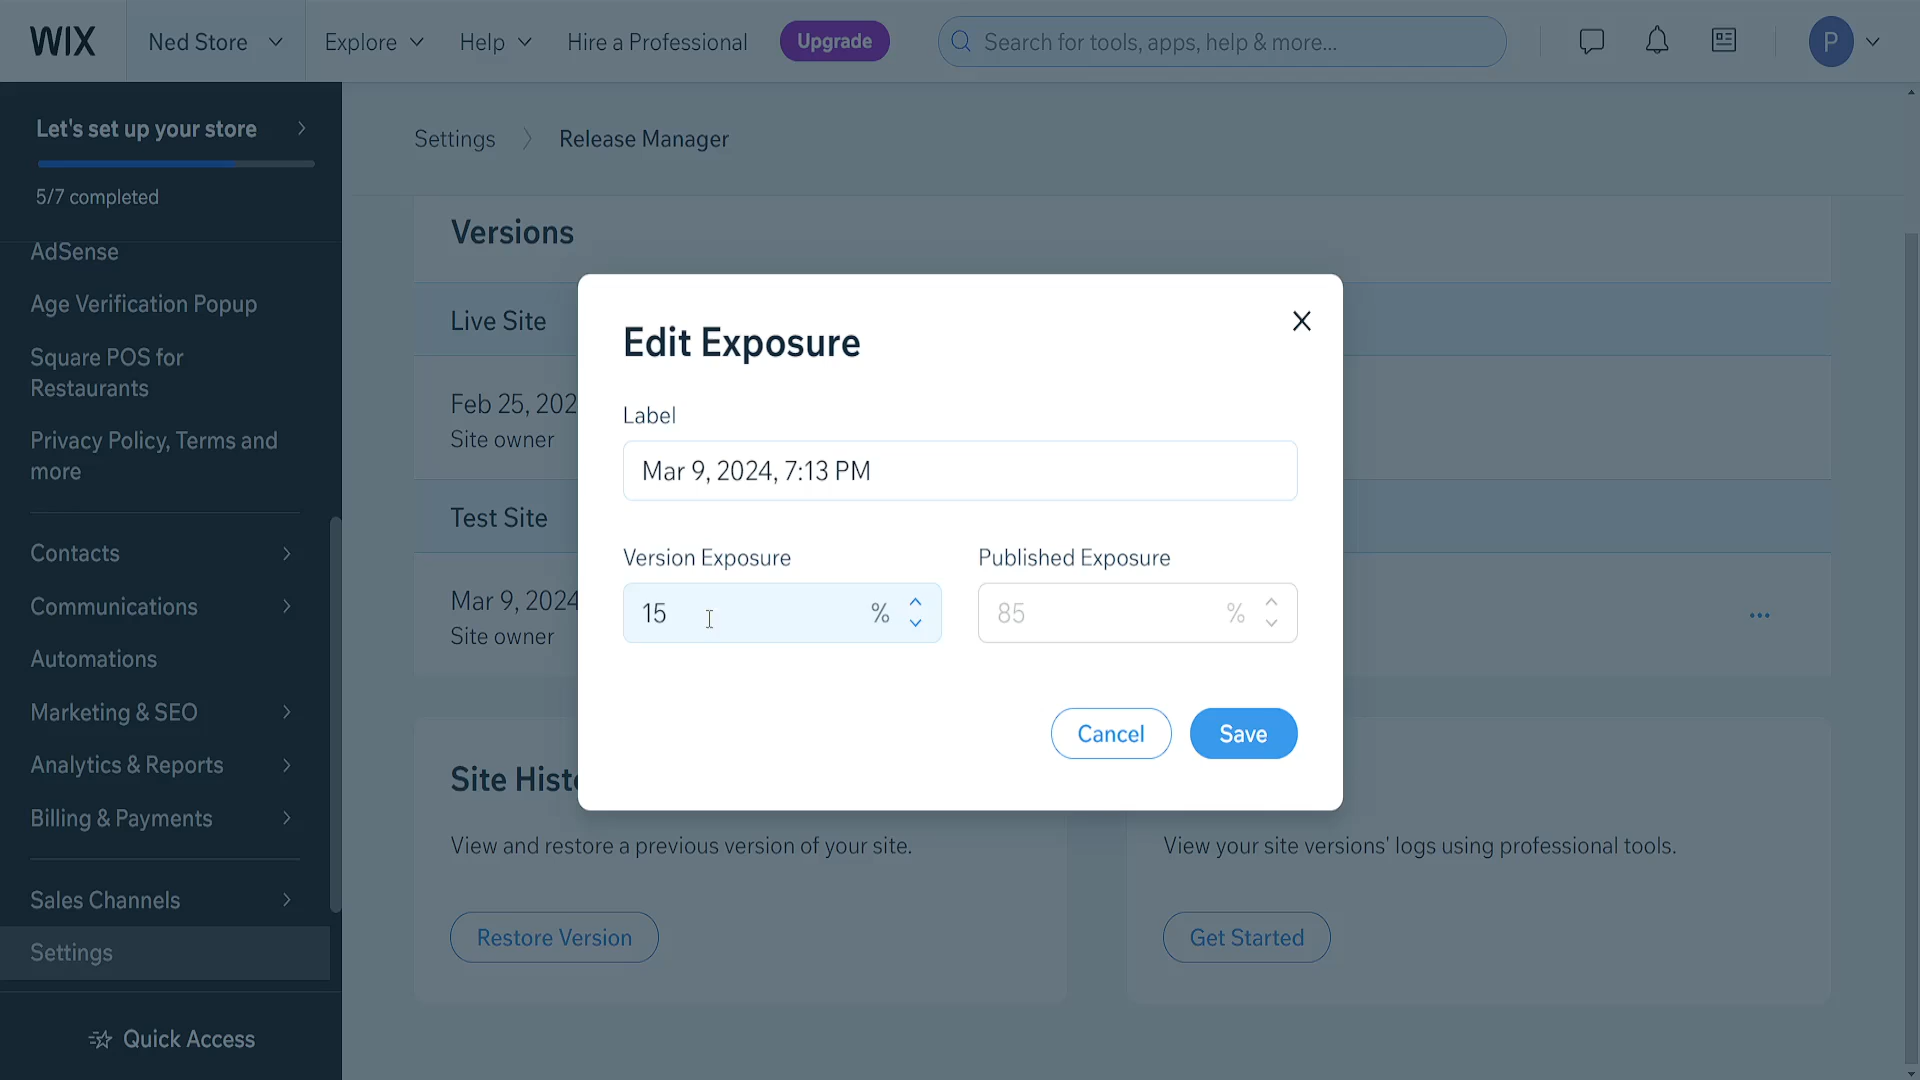 WIX
Ned Store
Explore
Help
Hire a Professional
Upgrade
Search for tools, apps, help & more...
P
Let's set up your store
5/7 completed
AdSense
Age Verification Popup
Square POS for
Restaurants
Privacy Policy, Terms and
more
Contacts
Communications
Automations
Marketing & SEO
Analytics & Reports
Billing & Payments
Sales Channels
Settings
Quick Access
Settings
Release Manager
Versions
Live Site
Feb 25, 202
Site owner
Test Site
Mar 9, 2024
Site owner
Edit Exposure
Label
Mar 9, 2024, 7:13 PM
Version Exposure
Published Exposure
15 %
85 %
Cancel
Save
Site Histo
View and restore a previous version of your site.
Restore Version
View your site versions' logs using professional tools.
Get Started